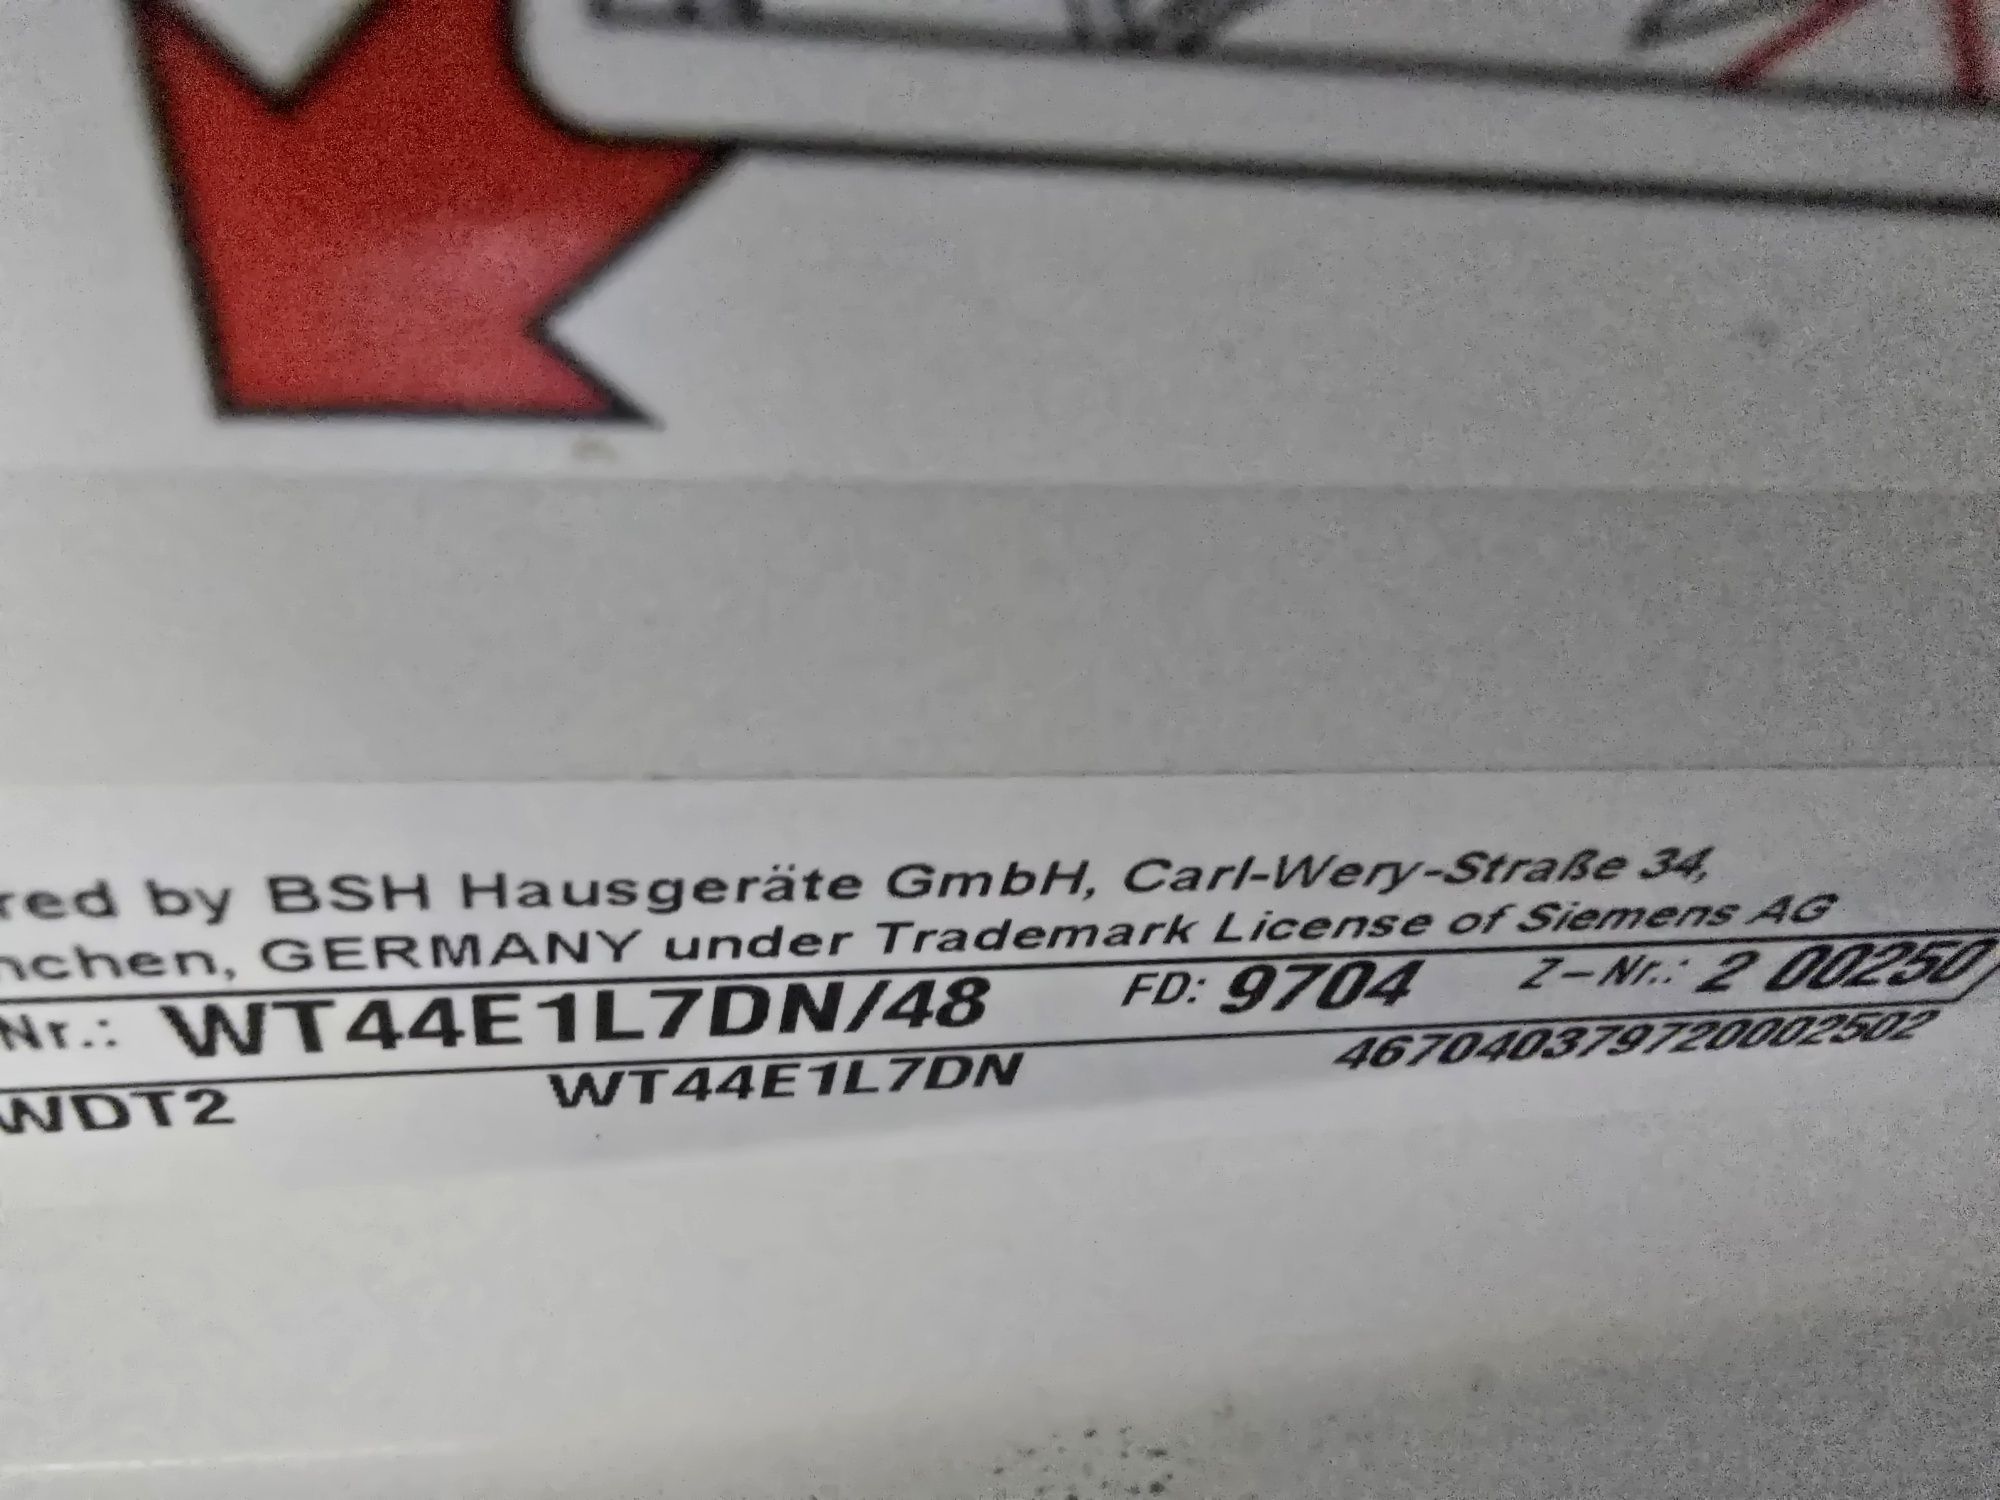 red by BSH Hausgeräte GmbH, Carl-Wery-Straße 34,
nchen, GERMANY under Trademark License of Siemens AG
Nr.: WT44E1L7DN/48 FD: 9704 Z-Nr.: 2 00250
WDT2 WT44E1L7DN 467040379720002502